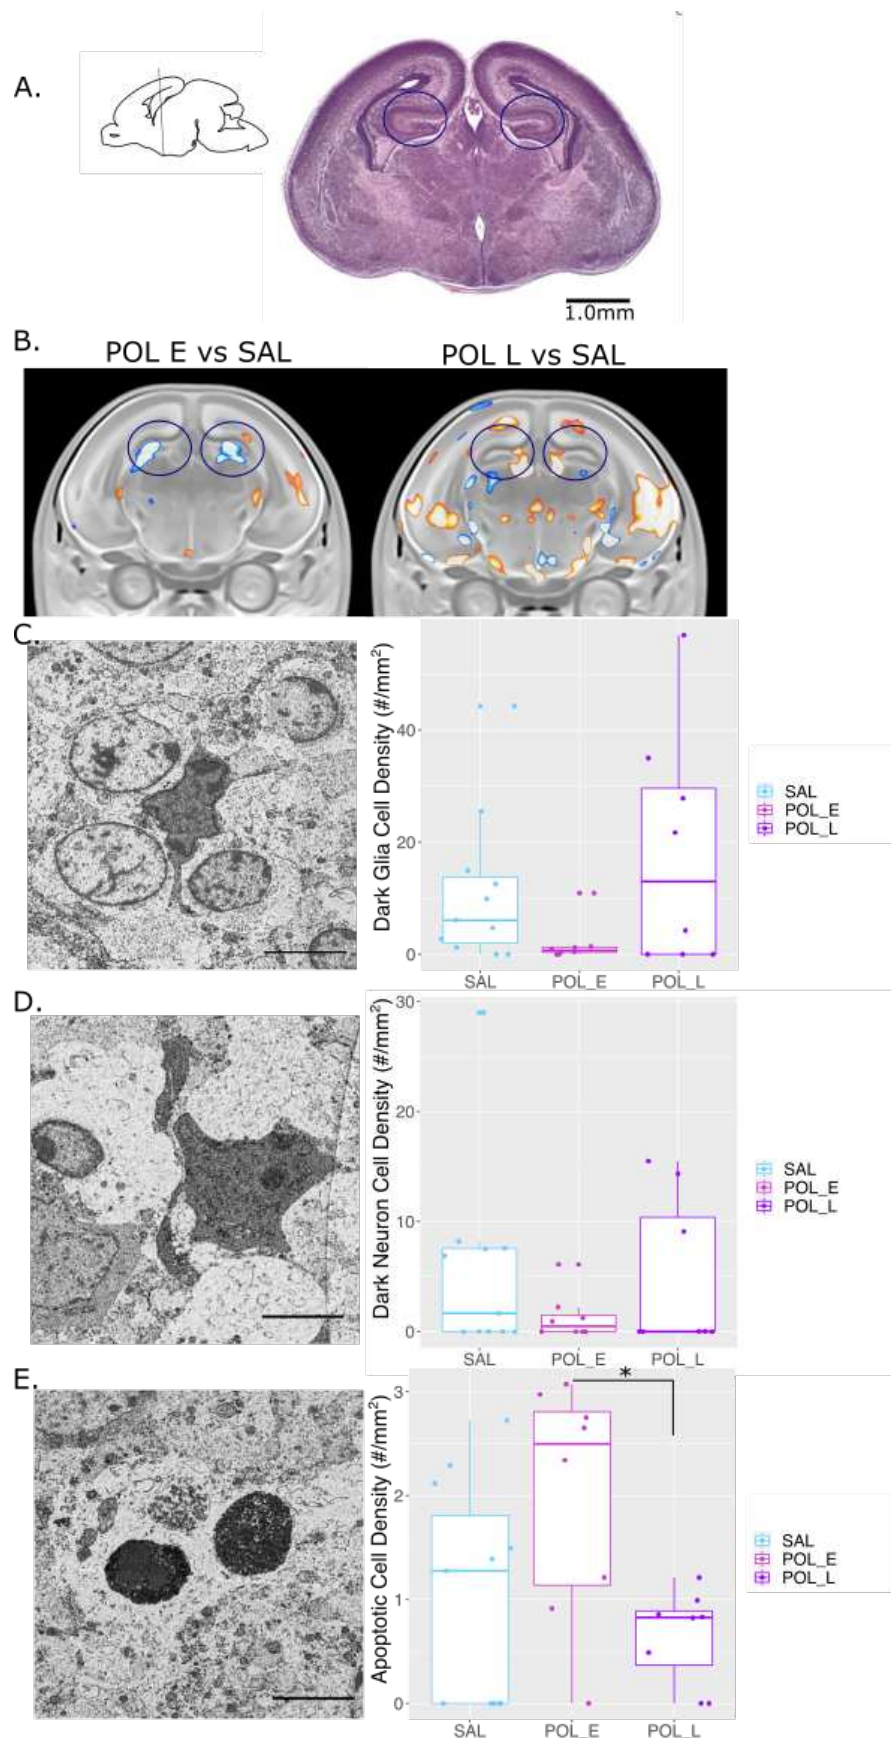 A.
1.0mm
B.
POL E vs SAL
POL L vs SAL
C.
Dark Glia Cell Density (#/mm²)
40
20
0
SAL
POL_E
POL_L
SAL
POL_E
POL_L
D.
Dark Neuron Cell Density (#/mm²)
30
20
10
0
SAL
POL_E
POL_L
SAL
POL_E
POL_L
E.
Apoptotic Cell Density (#/mm²)
*
3
2
1
0
SAL
POL_E
POL_L
SAL
POL_E
POL_L